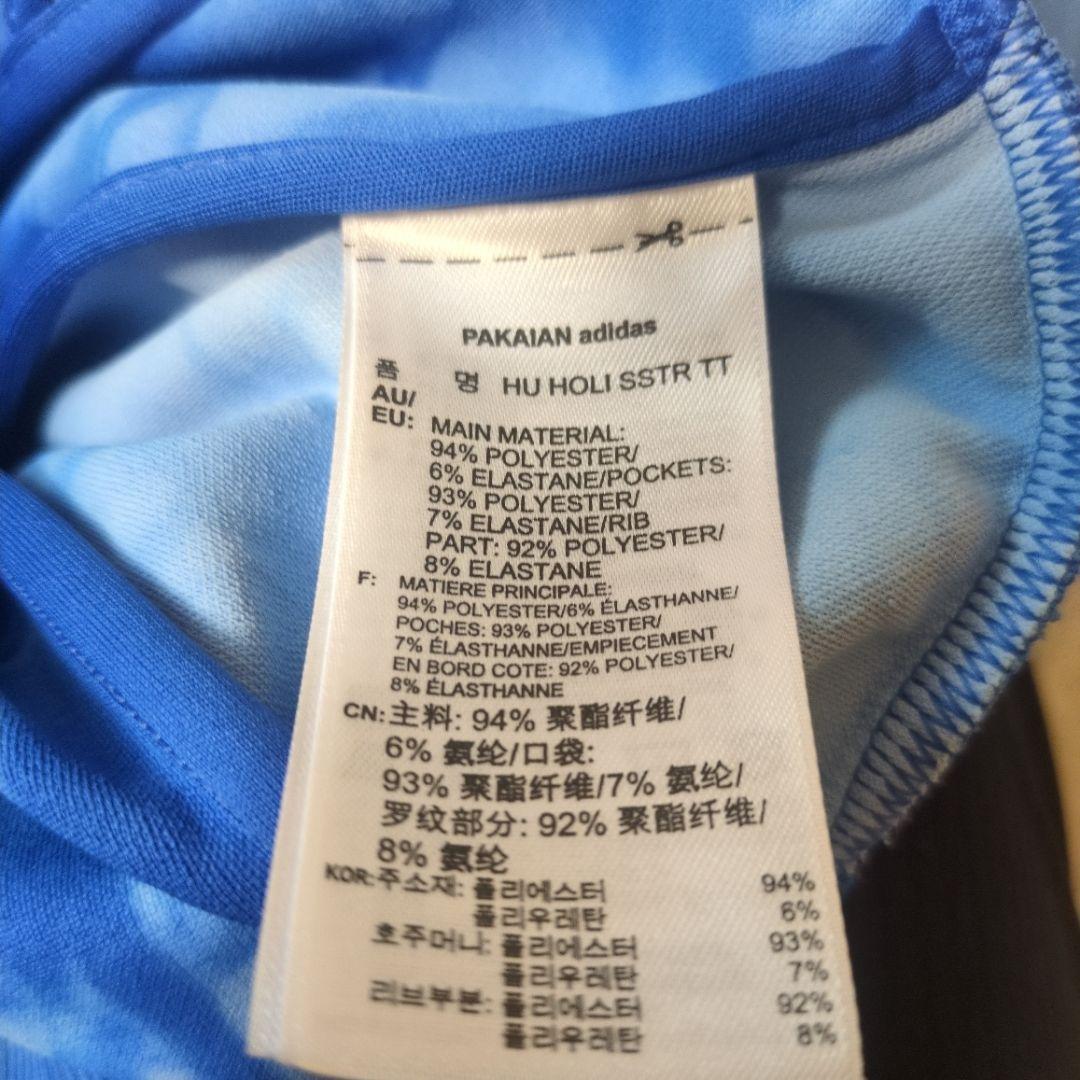 PAKAIAN adidas
품 명 HU HOLI SSTR TT
AU/
EU: MAIN MATERIAL:
94% POLYESTER/
6% ELASTANE/POCKETS:
93% POLYESTER/
7% ELASTANE/RIB
PART: 92% POLYESTER/
8% ELASTANE
F: MATIERE PRINCIPALE:
94% POLYESTER/6% ÉLASTHANNE/
POCHES: 93% POLYESTER/
7% ÉLASTHANNE/EMPIECEMENT
EN BORD COTE: 92% POLYESTER/
8% ÉLASTHANNE
CN: 主料: 94% 聚酯纤维/
6% 氨纶/口袋:
93% 聚酯纤维/7% 氨纶/
罗纹部分: 92% 聚酯纤维/
8% 氨纶
KOR: 주소재: 폴리에스터 94%
폴리우레탄 6%
호주머니: 폴리에스터 93%
폴리우레탄 7%
리브부본: 폴리에스터 92%
폴리우레탄 8%